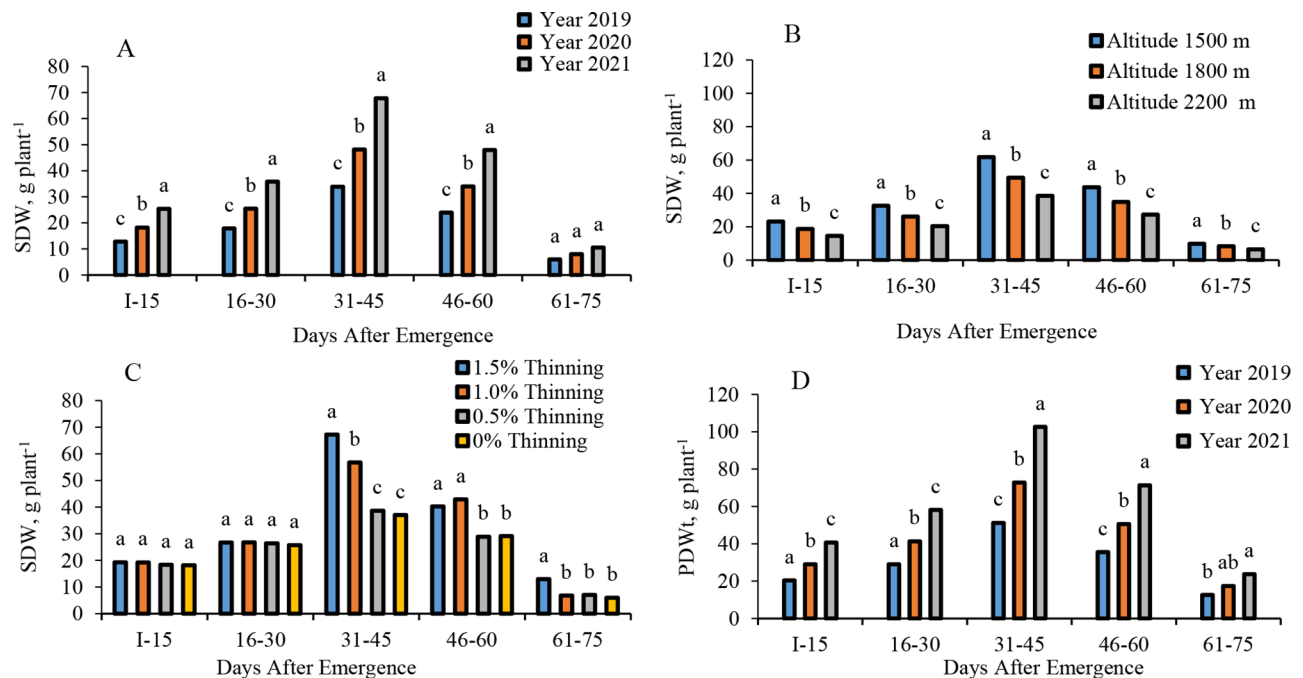 A
Year 2019
Year 2020
Year 2021
SDW, g plant-1
80
70
60
50
40
30
20
10
0
c b a
c b a
c b a
c b a
a a a
I-15 16-30 31-45 46-60 61-75
Days After Emergence
B
Altitude 1500 m
Altitude 1800 m
Altitude 2200 m
SDW, g plant-1
120
100
80
60
40
20
0
a b c
a b c
a b c
a b c
a b c
I-15 16-30 31-45 46-60 61-75
Days After Emergence
C
1.5% Thinning
1.0% Thinning
0.5% Thinning
0% Thinning
SDW, g plant-1
80
70
60
50
40
30
20
10
0
a a a a
a a a a
a b c c
a a b b
a b b b
I-15 16-30 31-45 46-60 61-75
Days After Emergence
D
Year 2019
Year 2020
Year 2021
PDWt, g plant-1
120
100
80
60
40
20
0
a b c
a b c
c b a
c b a
b ab a
I-15 16-30 31-45 46-60 61-75
Days After Emergence